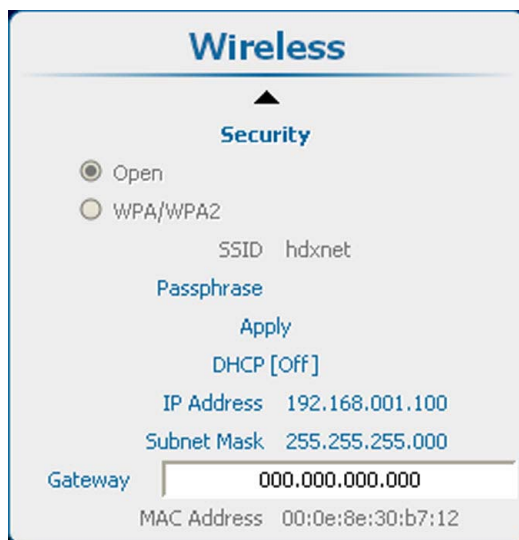 Wireless
Security
Open
WPA/WPA2
SSID hdxnet
Passphrase
Apply
DHCP [Off]
IP Address 192.168.001.100
Subnet Mask 255.255.255.000
Gateway 000.000.000.000
MAC Address 00:0e:8e:30:b7:12